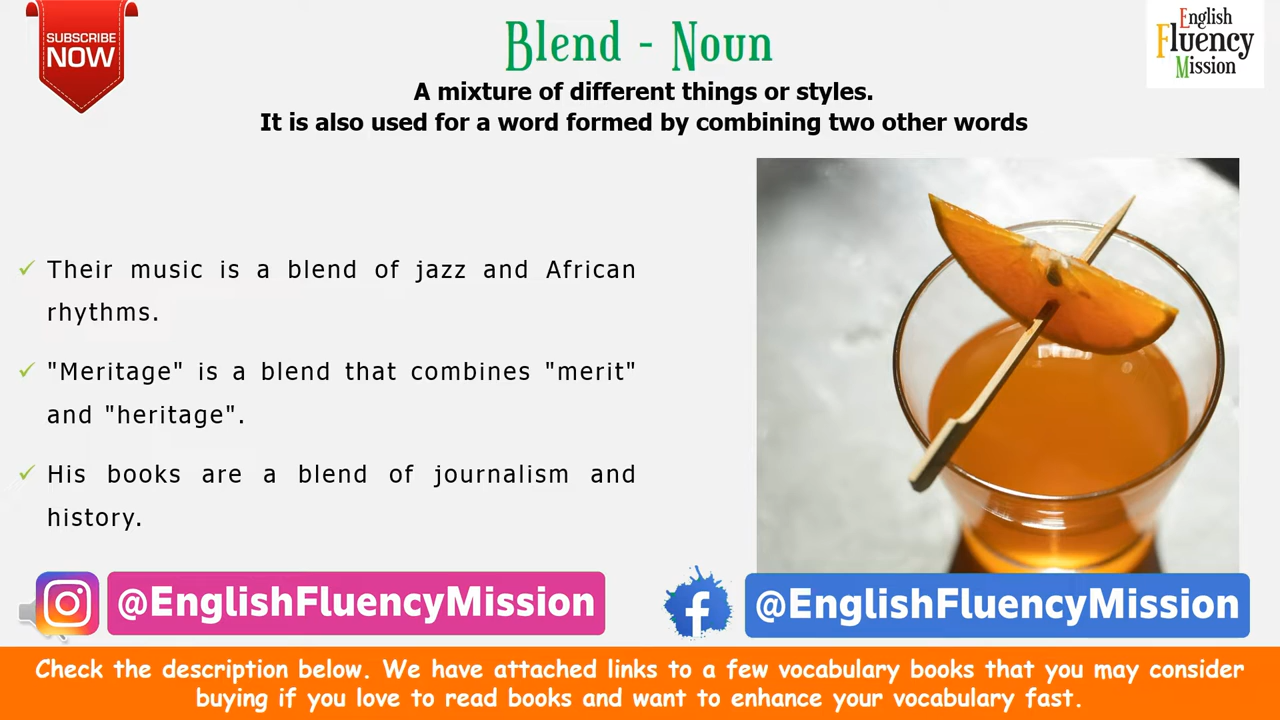 SUBSCRIBE
NOW
Blend - Noun
English
Fluency
Mission
A mixture of different things or styles.
It is also used for a word formed by combining two other words
Their music is a blend of jazz and African
rhythms.
"Meritage" is a blend that combines "merit"
and "heritage".
His books are a blend of journalism and
history.
@EnglishFluencyMission
@EnglishFluencyMission
Check the description below. We have attached links to a few vocabulary books that you may consider
buying if you love to read books and want to enhance your vocabulary fast.